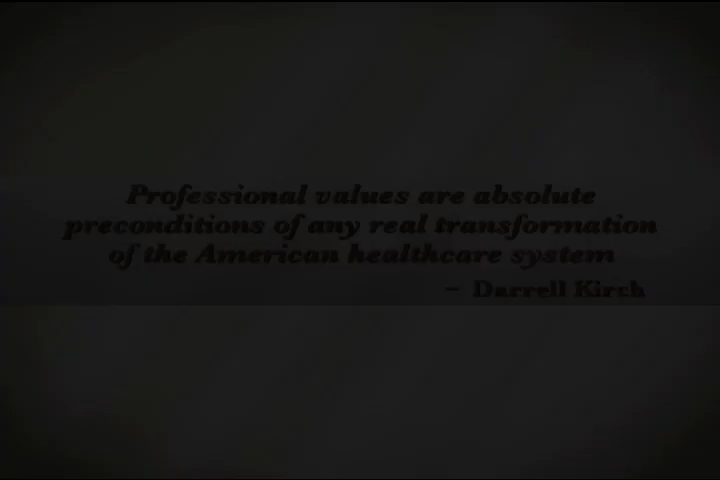 Professional values are absolute
preconditions of any real transformation
of the American healthcare system
– Darrell Kirch